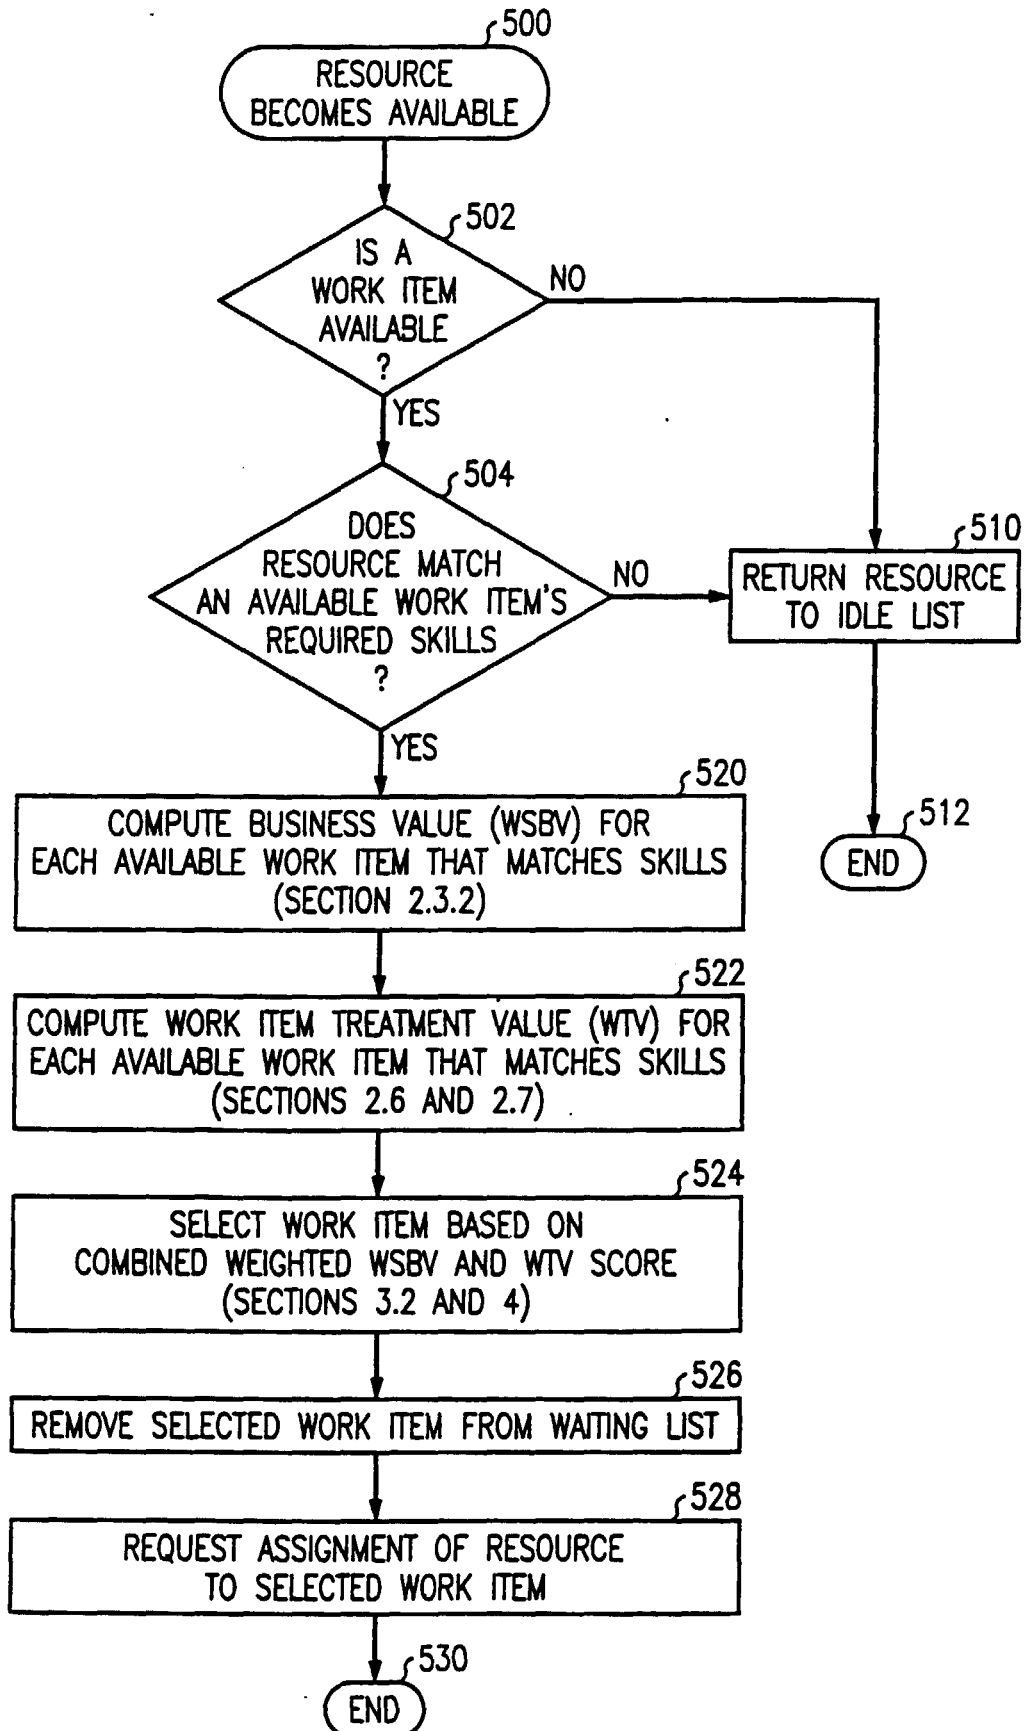 500
RESOURCE
BECOMES AVAILABLE
502
IS A
WORK ITEM
AVAILABLE
?
NO
YES
504
DOES
RESOURCE MATCH
AN AVAILABLE WORK ITEM'S
REQUIRED SKILLS
?
NO
510
RETURN RESOURCE
TO IDLE LIST
YES
512
END
520
COMPUTE BUSINESS VALUE (WSBV) FOR
EACH AVAILABLE WORK ITEM THAT MATCHES SKILLS
(SECTION 2.3.2)
522
COMPUTE WORK ITEM TREATMENT VALUE (WTV) FOR
EACH AVAILABLE WORK ITEM THAT MATCHES SKILLS
(SECTIONS 2.6 AND 2.7)
524
SELECT WORK ITEM BASED ON
COMBINED WEIGHTED WSBV AND WTV SCORE
(SECTIONS 3.2 AND 4)
526
REMOVE SELECTED WORK ITEM FROM WAITING LIST
528
REQUEST ASSIGNMENT OF RESOURCE
TO SELECTED WORK ITEM
530
END